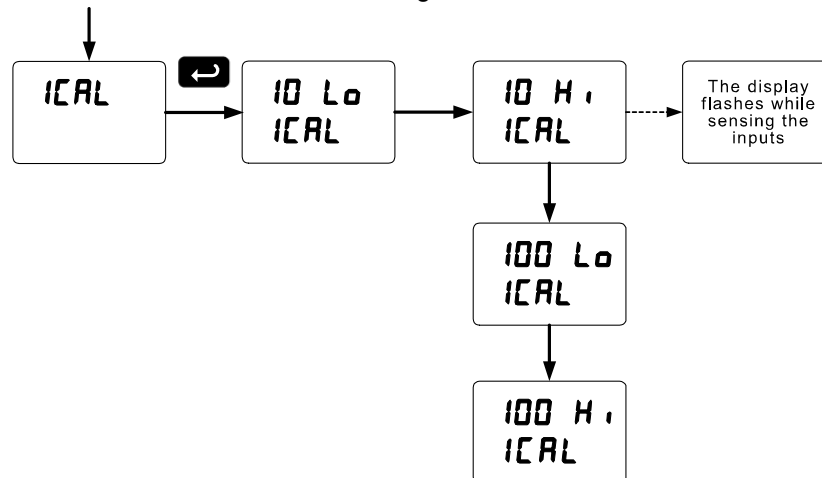 g
ICAL
10 Lo
ICAL
10 Hi
ICAL
The display
flashes while
sensing the
inputs
100 Lo
ICAL
100 Hi
ICAL